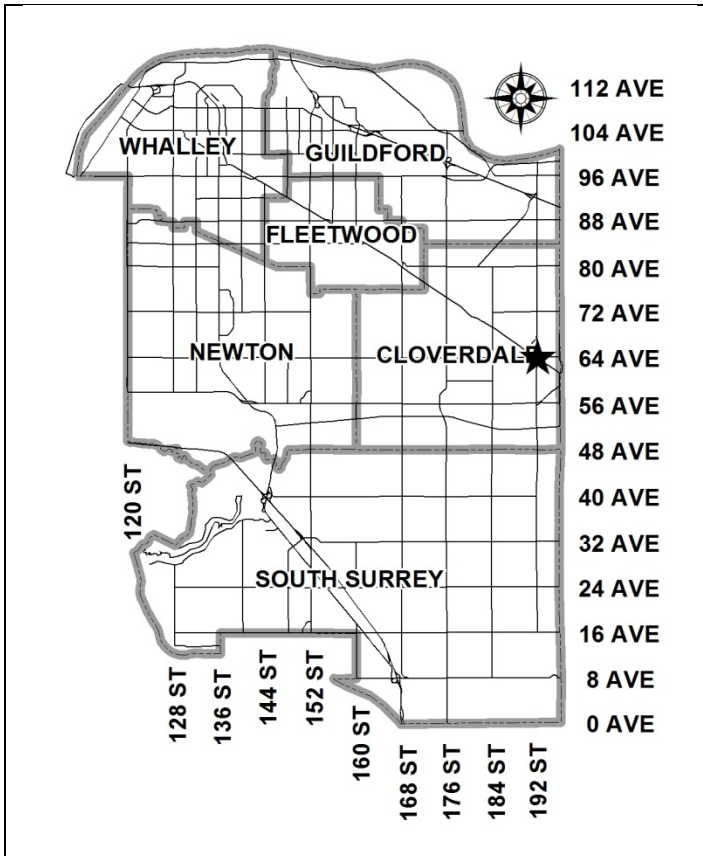 112 AVE
104 AVE
WHALLEY
GUILDFORD
96 AVE
88 AVE
FLEETWOOD
80 AVE
72 AVE
NEWTON
CLOVERDALE
64 AVE
56 AVE
48 AVE
120 ST
40 AVE
32 AVE
SOUTH SURREY
24 AVE
16 AVE
8 AVE
0 AVE
128 ST
136 ST
144 ST
152 ST
160 ST
168 ST
176 ST
184 ST
192 ST